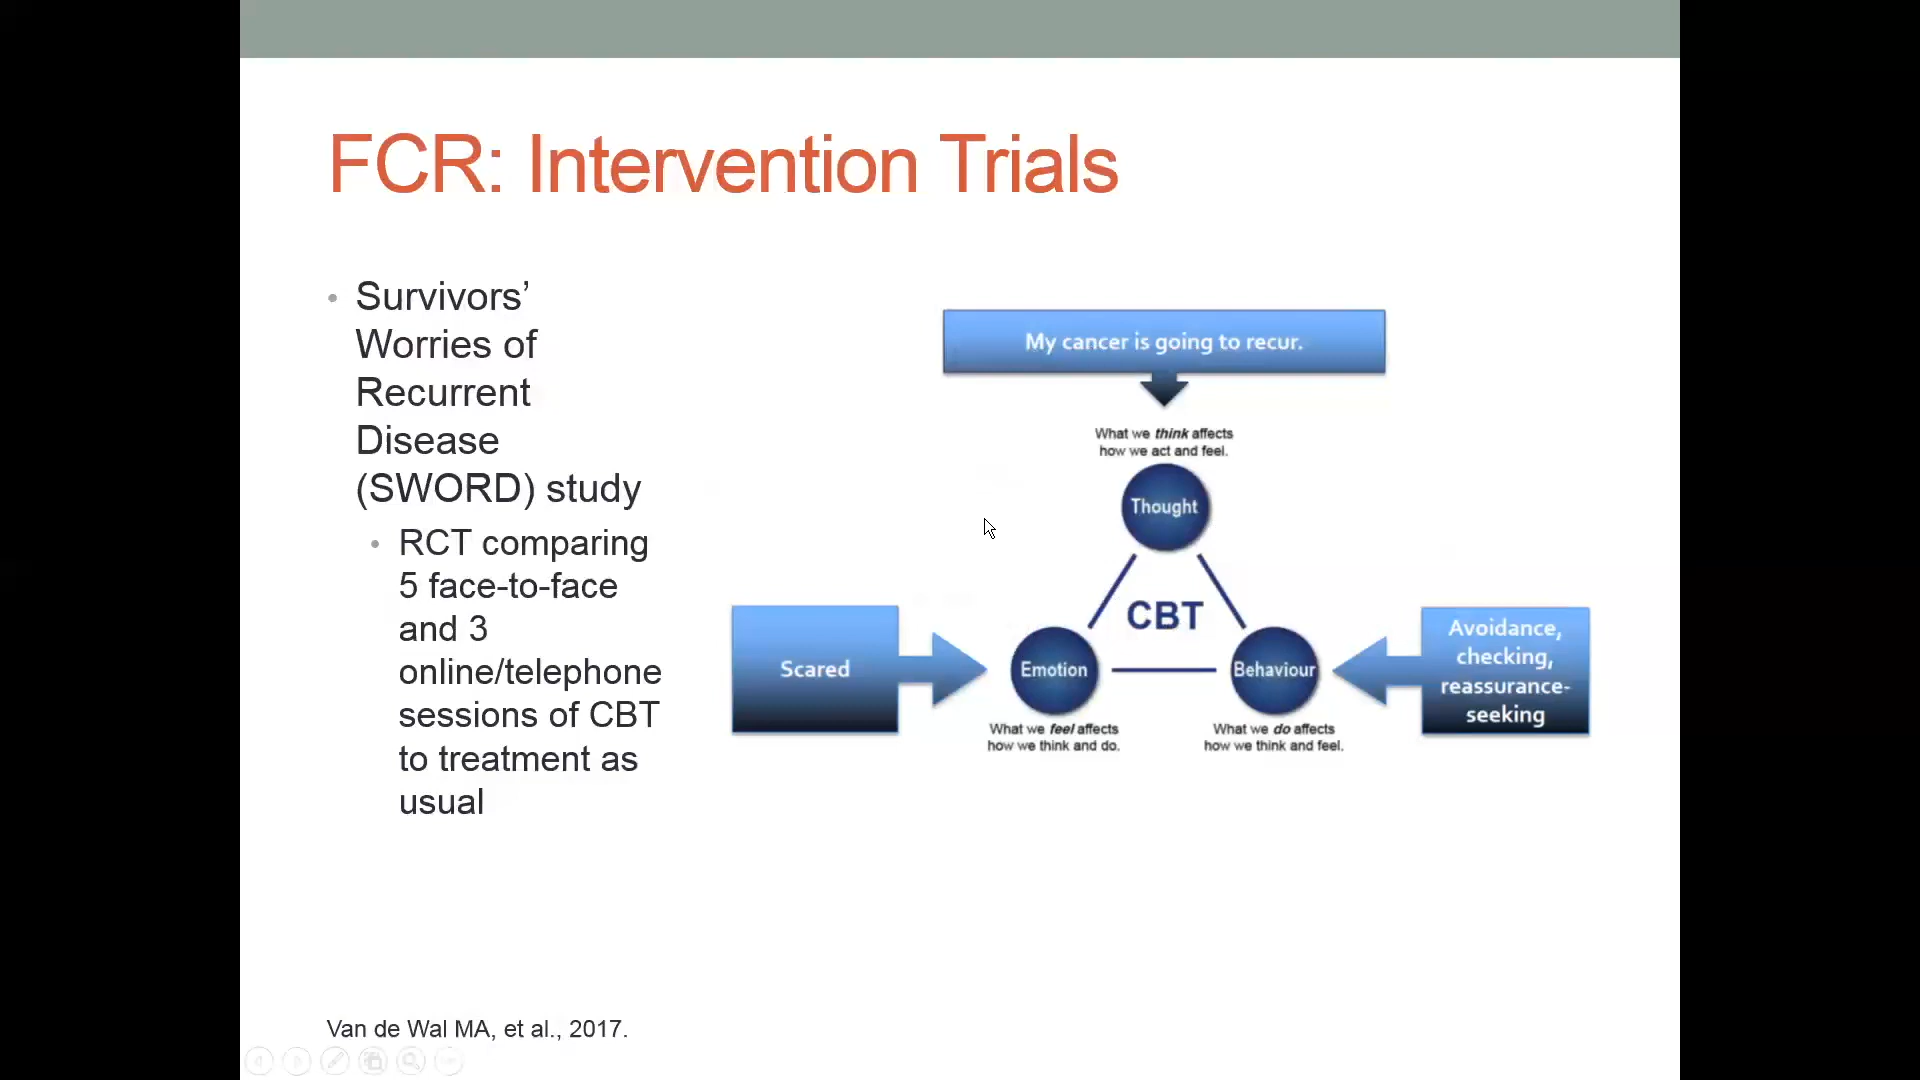 FCR: Intervention Trials
• Survivors’
Worries of
Recurrent
Disease
(SWORD) study
• RCT comparing
5 face-to-face
and 3
online/telephone
sessions of CBT
to treatment as
usual
My cancer is going to recur.
What we think affects
how we act and feel.
Thought
CBT
Scared
Emotion
Behaviour
Avoidance,
checking,
reassurance-
seeking
What we feel affects
how we think and do.
What we do affects
how we think and feel.
Van de Wal MA, et al., 2017.